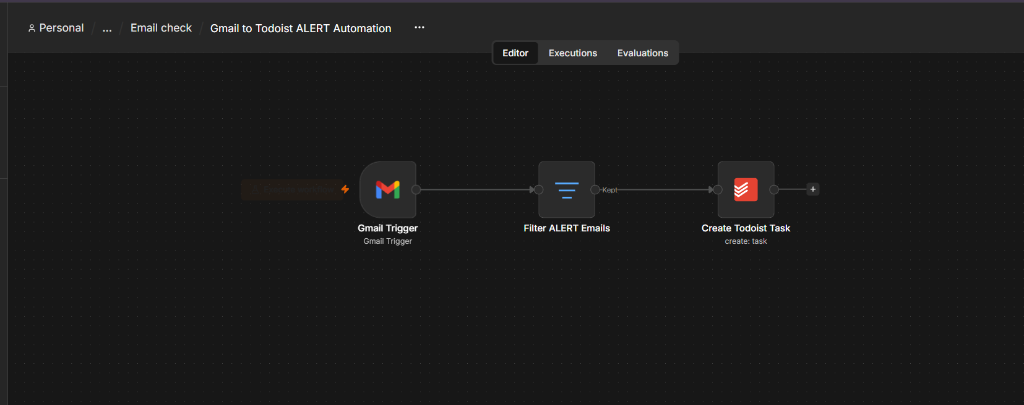 Personal / ... / Email check / Gmail to Todoist ALERT Automation ...
Editor Executions Evaluations
Kept
Gmail Trigger Filter ALERT Emails Create Todoist Task
Gmail Trigger create: task